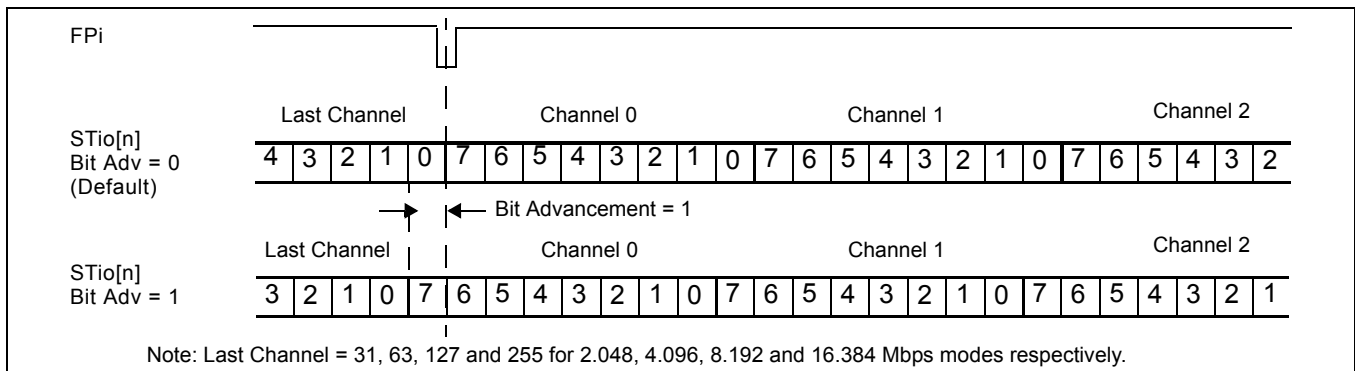 FPi
Last Channel Channel 0 Channel 1 Channel 2
STio[n]
Bit Adv = 0
(Default)
4 3 2 1 0 7 6 5 4 3 2 1 0 7 6 5 4 3 2 1 0 7 6 5 4 3 2
Bit Advancement = 1
Last Channel Channel 0 Channel 1 Channel 2
STio[n]
Bit Adv = 1
3 2 1 0 7 6 5 4 3 2 1 0 7 6 5 4 3 2 1 0 7 6 5 4 3 2 1
Note: Last Channel = 31, 63, 127 and 255 for 2.048, 4.096, 8.192 and 16.384 Mbps modes respectively.